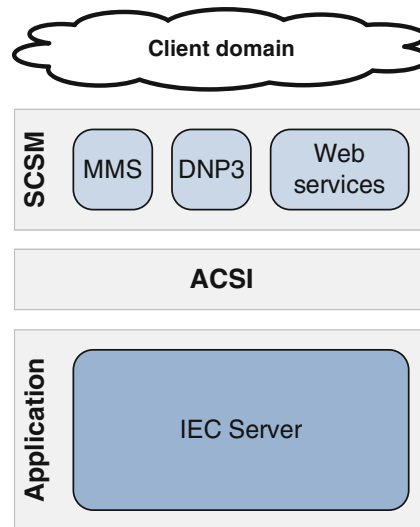 Client domain
SCSM
MMS
DNP3
Web
services
ACSI
Application
IEC Server